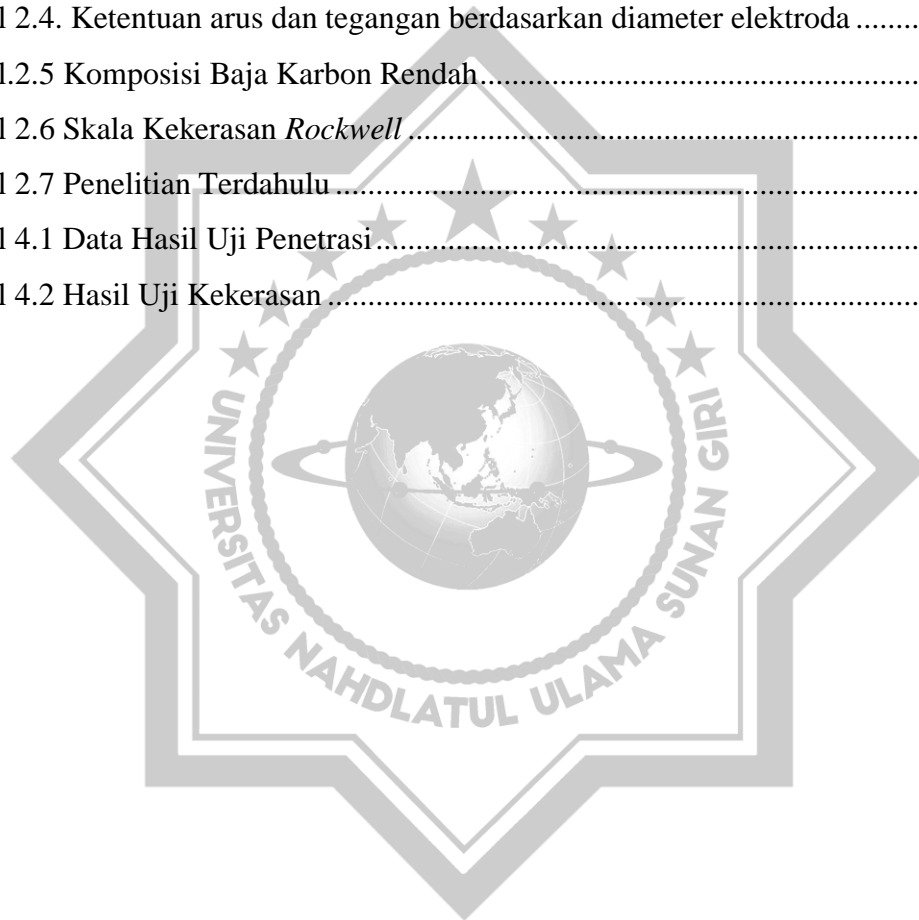 l 2.4. Ketentuan arus dan tegangan berdasarkan diameter elektroda ........
l.2.5 Komposisi Baja Karbon Rendah.......................................................
l 2.6 Skala Kekerasan Rockwell ................................................................
l 2.7 Penelitian Terdahulu ..........................................................................
l 4.1 Data Hasil Uji Penetrasi.....................................................................
l 4.2 Hasil Uji Kekerasan ...........................................................................
UNIVERSITAS NAHDLATUL ULAMA SUNAN GIRI